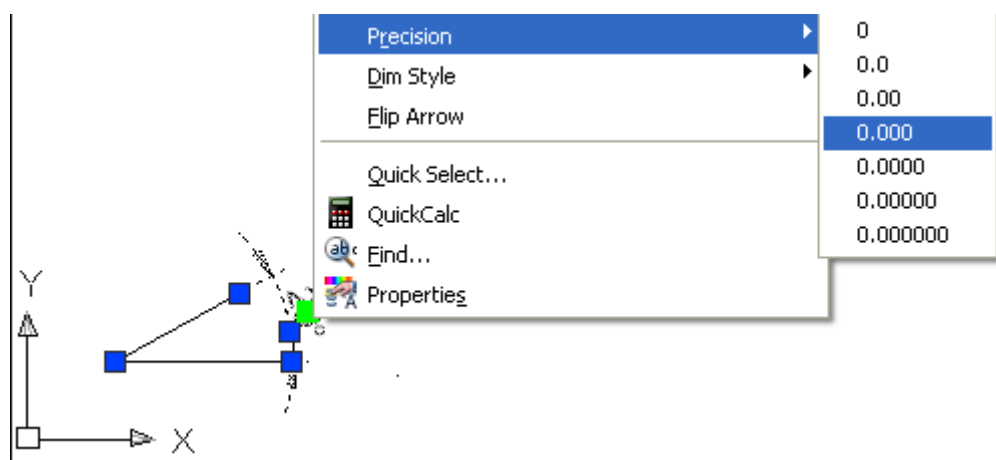 Precision
Dim Style
Flip Arrow
Quick Select...
QuickCalc
Find...
Properties
0
0.0
0.00
0.000
0.0000
0.00000
0.000000
Y
X